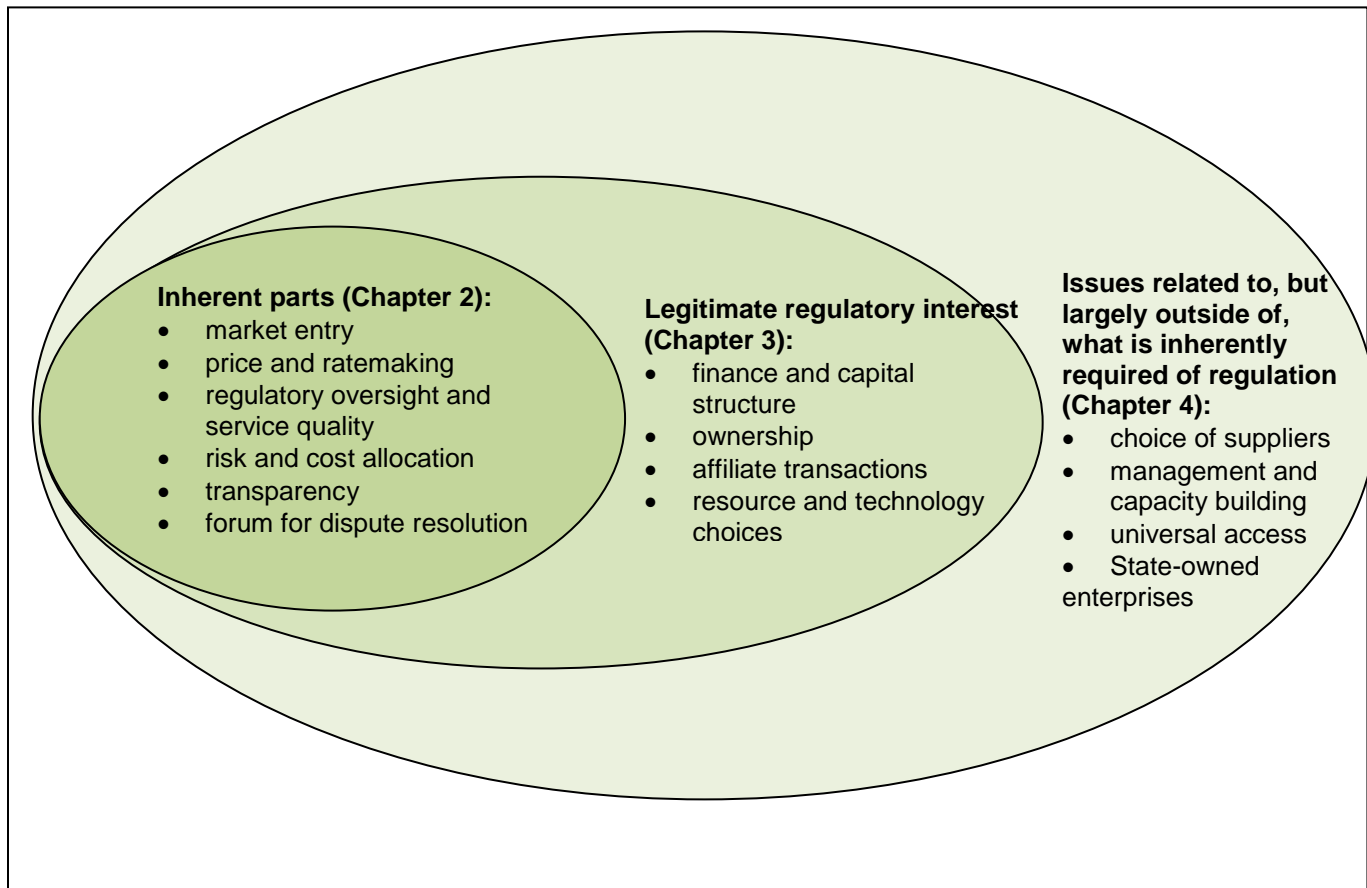 Inherent parts (Chapter 2):
• market entry
• price and ratemaking
• regulatory oversight and
service quality
• risk and cost allocation
• transparency
• forum for dispute resolution
Legitimate regulatory interest
(Chapter 3):
• finance and capital
structure
• ownership
• affiliate transactions
• resource and technology
choices
Issues related to, but
largely outside of,
what is inherently
required of regulation
(Chapter 4):
• choice of suppliers
• management and
capacity building
• universal access
• State-owned
enterprises